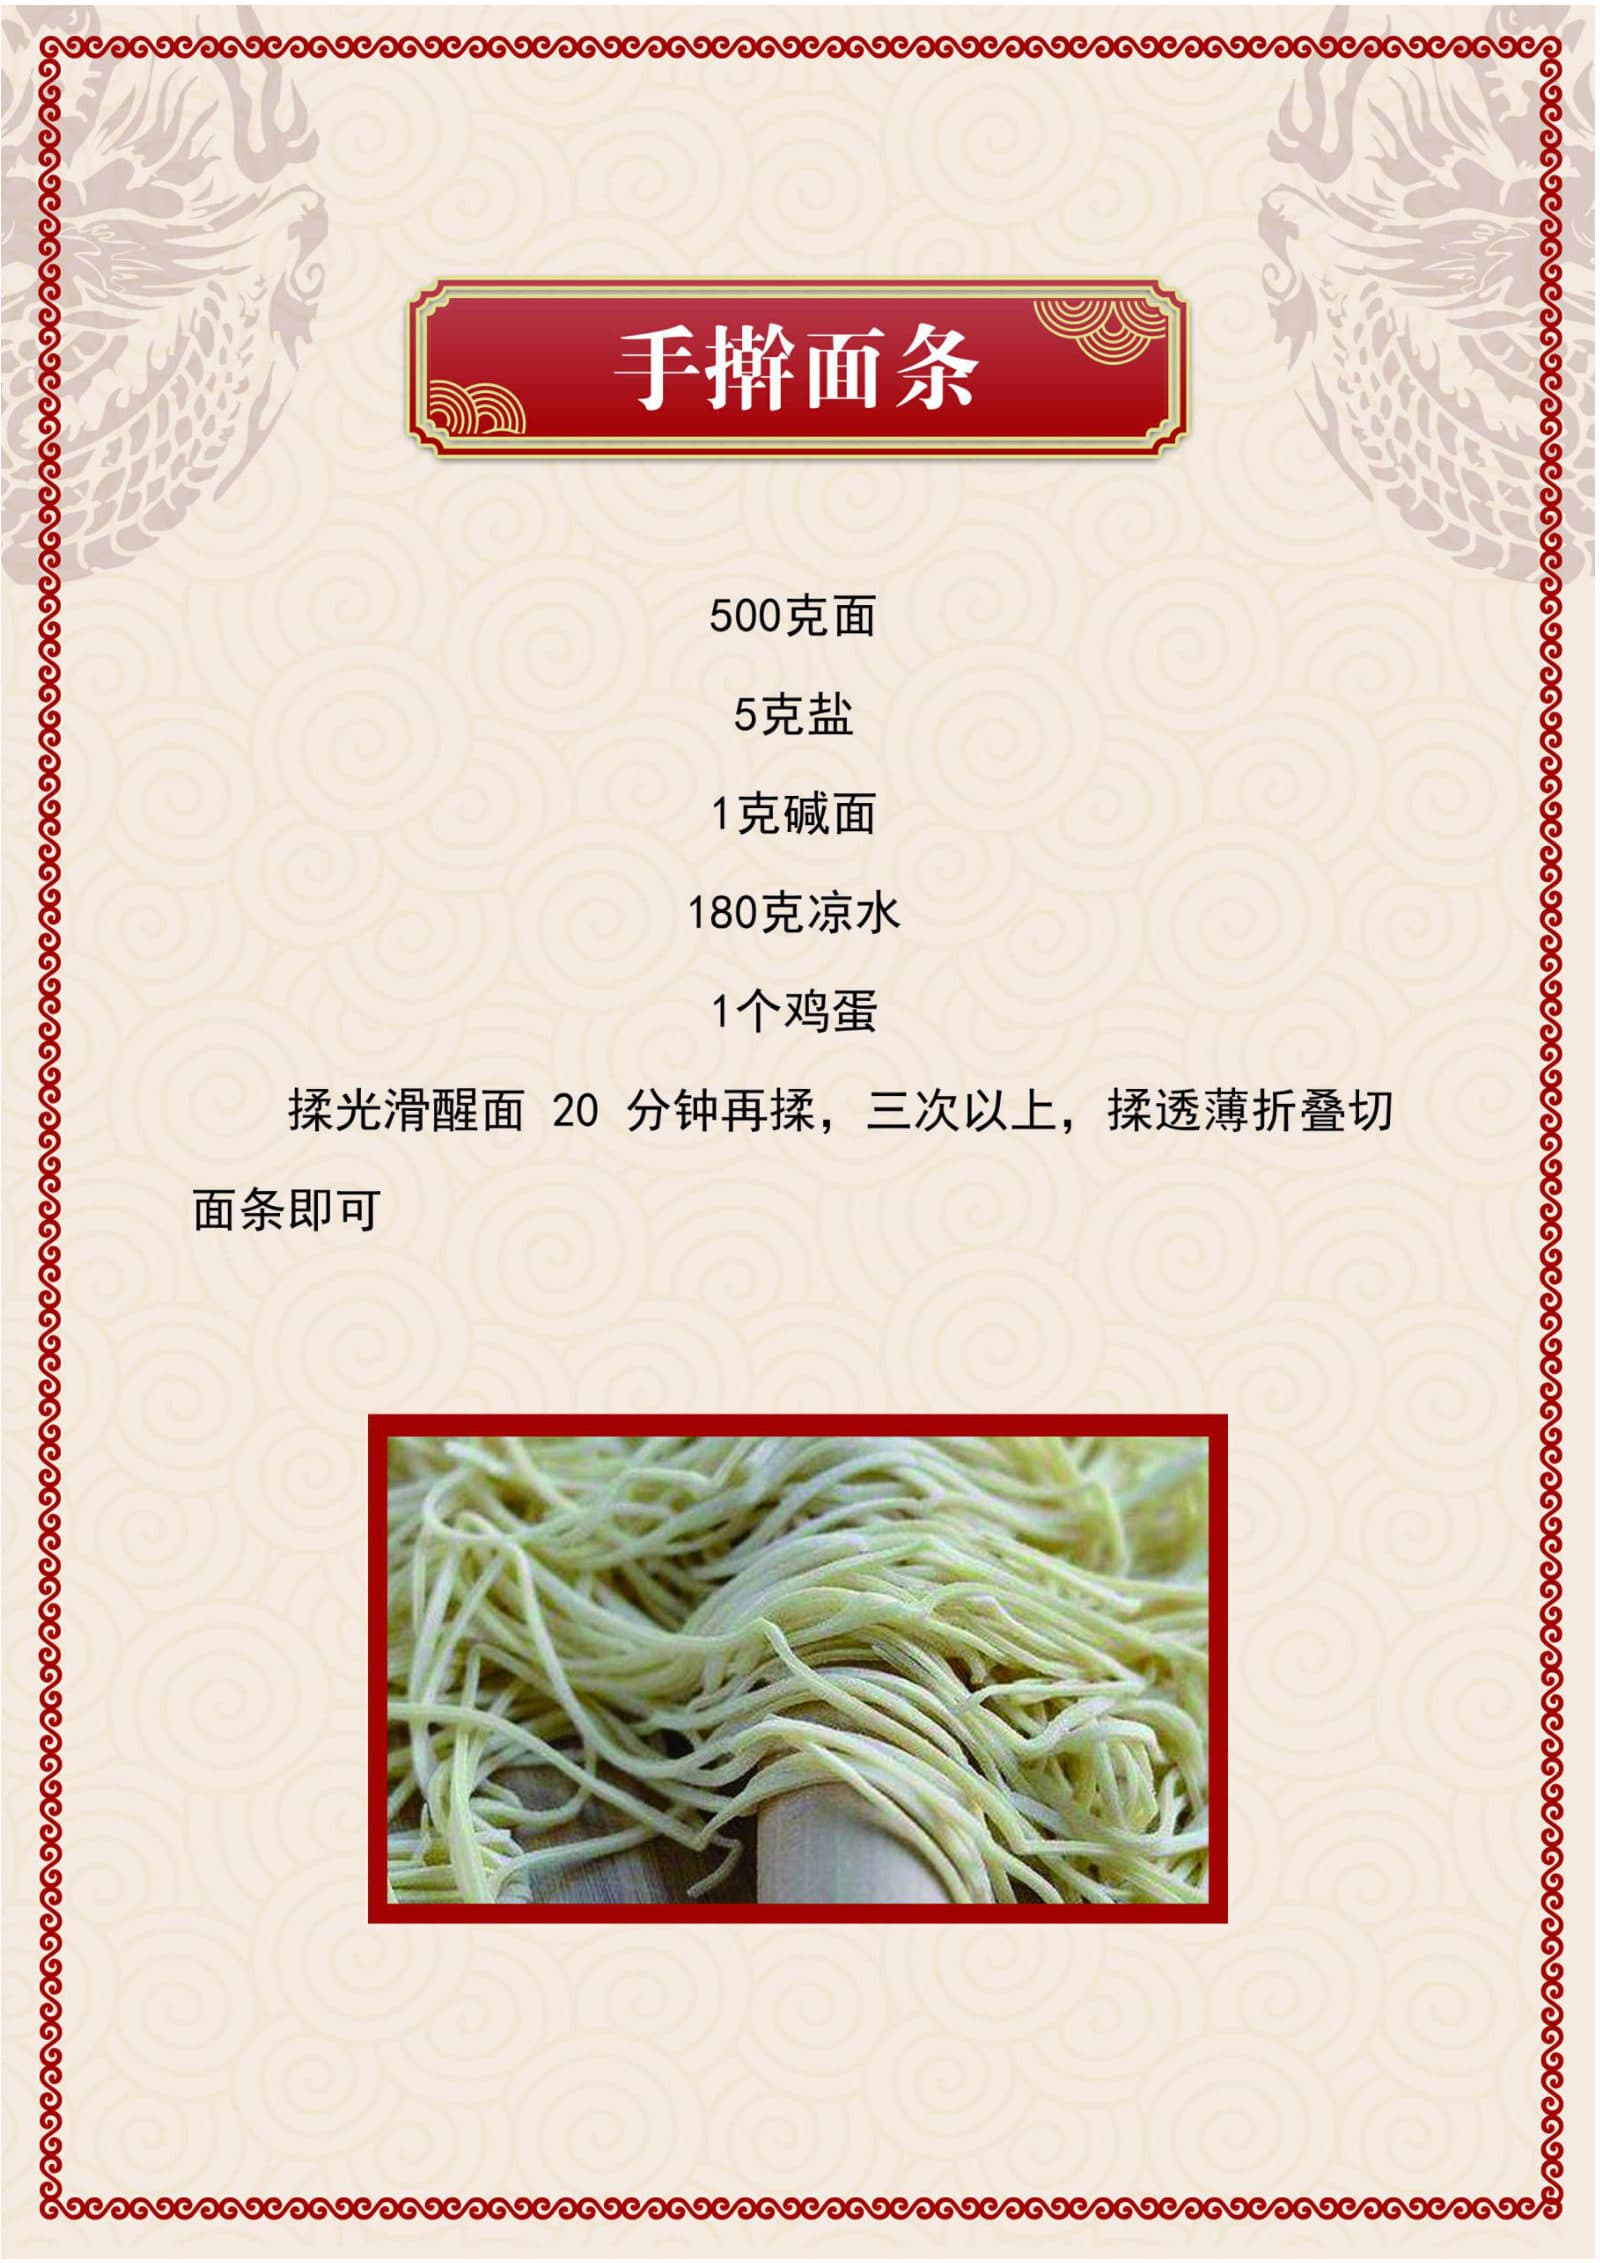 手擀面条
500克面
5克盐
1克碱面
180克凉水
1个鸡蛋
揉光滑醒面 20 分钟再揉，三次以上，揉透薄折叠切
面条即可